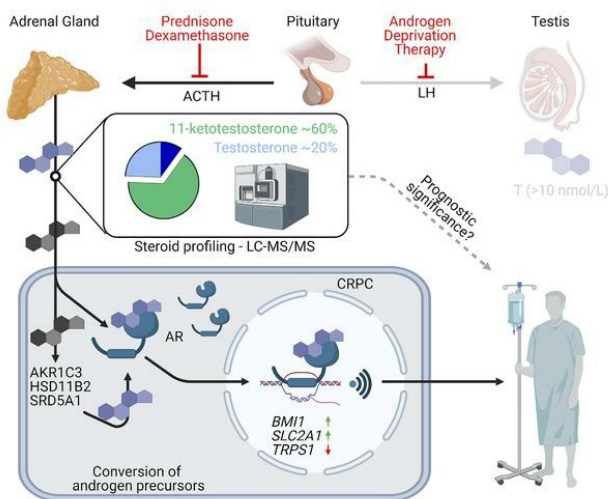 Adrenal Gland
Prednisone
Dexamethasone
Pituitary
Androgen
Deprivation
Therapy
Testis
ACTH
LH
11-ketotestosterone ~60%
Testosterone ~20%
Steroid profiling - LC-MS/MS
T (>10 nmol/L)
Prognostic
significance?
CRPC
AR
AKR1C3
HSD11B2
SRD5A1
BMI1
SLC2A1
TRPS1
Conversion of
androgen precursors